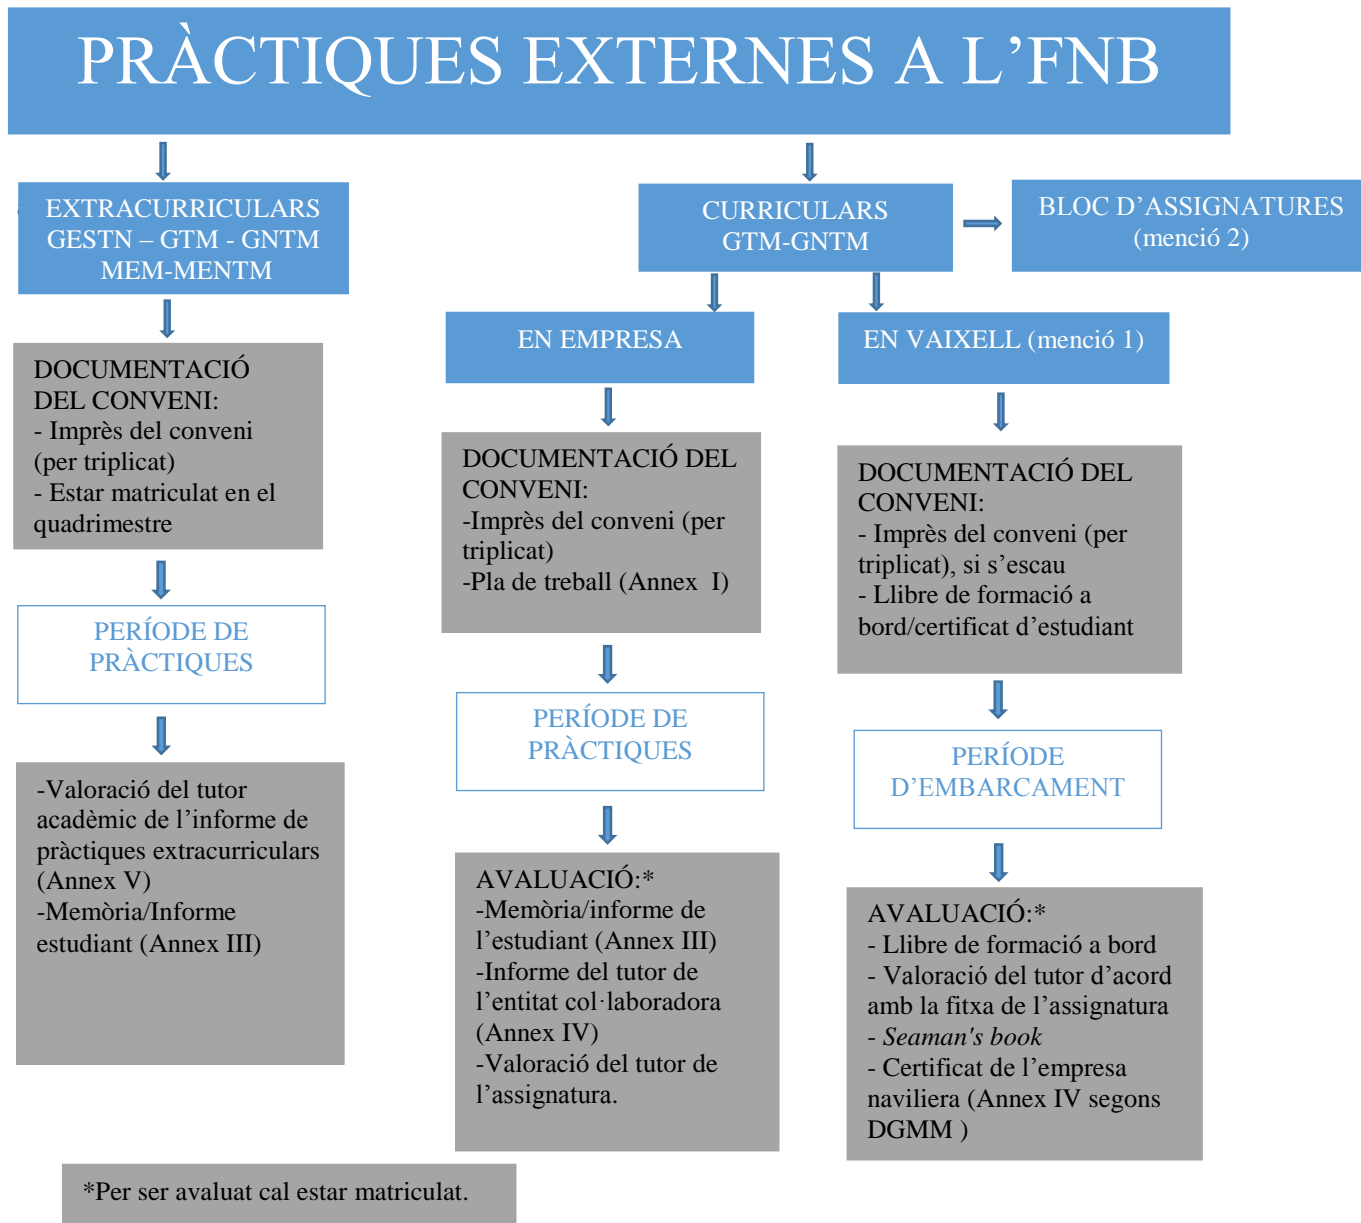 PRÀCTIQUES EXTERNES A L’FNB
EXTRACURRICULARS
GESTN – GTM - GNTM
MEM-MENTM
CURRICULARS
GTM-GNTM
BLOC D’ASSIGNATURES
(menció 2)
EN EMPRESA
EN VAIXELL (menció 1)
DOCUMENTACIÓ
DEL CONVENI:
- Imprès del conveni
(per triplicat)
- Estar matriculat en el
quadrimestre
DOCUMENTACIÓ DEL
CONVENI:
-Imprès del conveni (per
triplicat)
-Pla de treball (Annex I)
DOCUMENTACIÓ DEL
CONVENI:
- Imprès del conveni (per
triplicat), si s’escau
- Llibre de formació a
bord/certificat d’estudiant
PERÍODE DE
PRÀCTIQUES
PERÍODE DE
PRÀCTIQUES
PERÍODE
D’EMBARCAMENT
-Valoració del tutor
acadèmic de l’informe de
pràctiques extracurriculars
(Annex V)
-Memòria/Informe
estudiant (Annex III)
AVALUACIÓ:*
-Memòria/informe de
l’estudiant (Annex III)
-Informe del tutor de
l’entitat col·laboradora
(Annex IV)
-Valoració del tutor de
l’assignatura.
AVALUACIÓ:*
- Llibre de formació a bord
- Valoració del tutor d’acord
amb la fitxa de l’assignatura
- Seaman's book
- Certificat de l’empresa
naviliera (Annex IV segons
DGMM )
*Per ser avaluat cal estar matriculat.